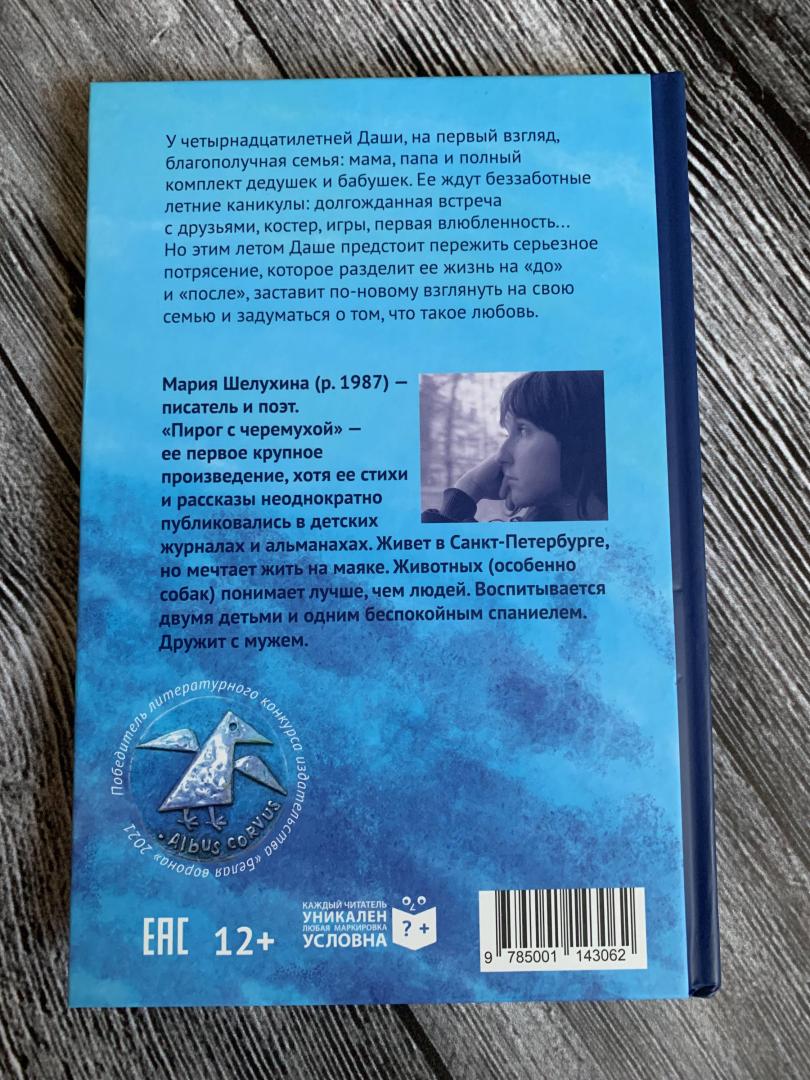 У четырнадцатилетней Даши, на первый взгляд,
благополучная семья: мама, папа и полный
комплект дедушек и бабушек. Ее ждут беззаботные
летние каникулы: долгожданная встреча
с друзьями, костер, игры, первая влюбленность...
Но этим летом Даше предстоит пережить серьезное
потрясение, которое разделит ее жизнь на «до»
и «после», заставит по-новому взглянуть на свою
семью и задуматься о том, что такое любовь.
Мария Шелухина (р. 1987) —
писатель и поэт.
«Пирог с черемухой» —
ее первое крупное
произведение, хотя ее стихи
и рассказы неоднократно
публиковались в детских
журналах и альманахах. Живет в Санкт-Петербурге,
но мечтает жить на маяке. Животных (особенно
собак) понимает лучше, чем людей. Воспитывается
двумя детьми и одним беспокойным спаниелем.
Дружит с мужем.
Победитель литературного конкурса издательства «Белая ворона» 2021
• Albus corvus
ЕАС
12+
КАЖДЫЙ ЧИТАТЕЛЬ
УНИКАЛЕН
ЛЮБАЯ МАРКИРОВКА
УСЛОВНА
? +
9 785001 143062